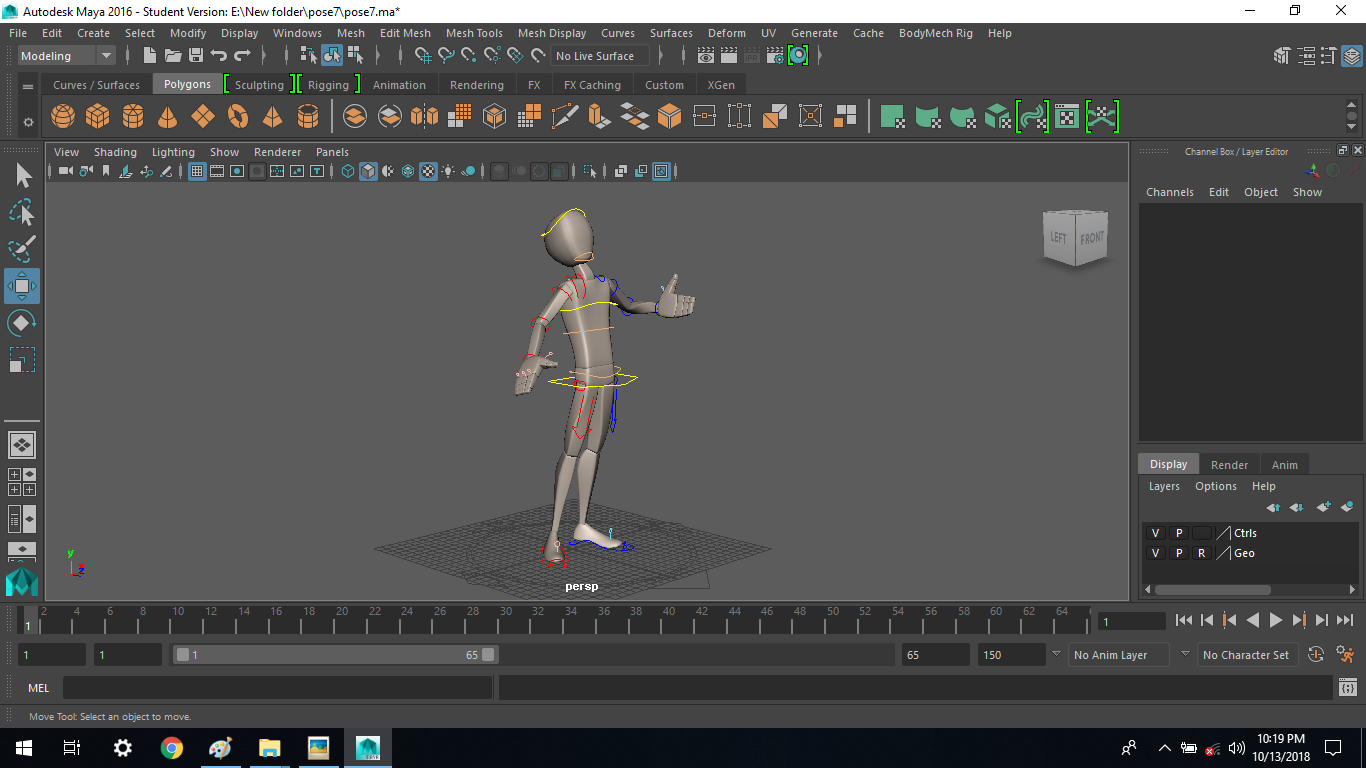 Autodesk Maya 2016 - Student Version: E:\New folder\pose7\pose7.ma*
File Edit Create Select Modify Display Windows Mesh Edit Mesh Mesh Tools Mesh Display Curves Surfaces Deform UV Generate Cache BodyMech Rig Help
Modeling No Live Surface
Curves / Surfaces Polygons Sculpting Rigging Animation Rendering FX FX Caching Custom XGen
View Shading Lighting Show Renderer Panels
Channel Box / Layer Editor
Channels Edit Object Show
LEFT FRONT
Display Render Anim
Layers Options Help
V P Ctrls
V P R Geo
y
z
persp
2 4 6 8 10 12 14 16 18 20 22 24 26 28 30 32 34 36 38 40 42 44 46 48 50 52 54 56 58 60 62 64
1 1
1 1 1 65 65 150 No Anim Layer No Character Set
MEL
Move Tool: Select an object to move.
10:19 PM
10/13/2018